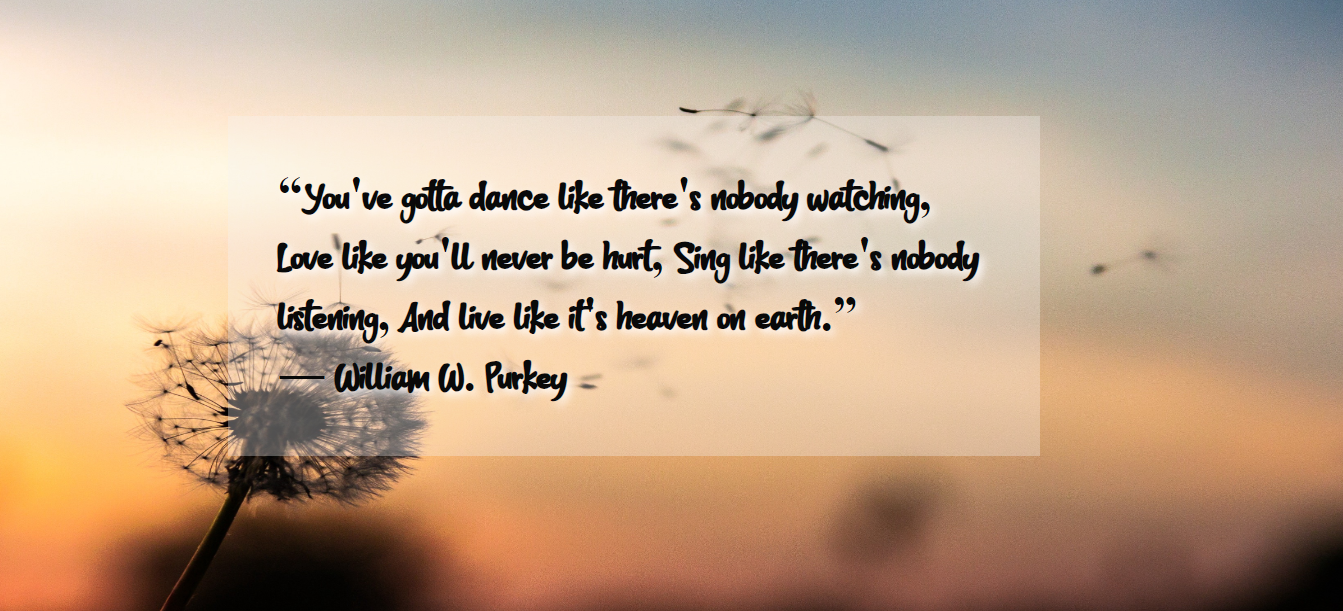 “You've gotta dance like there's nobody watching,
Love like you'll never be hurt, Sing like there's nobody
listening, And live like it's heaven on earth.”
— William W. Purkey